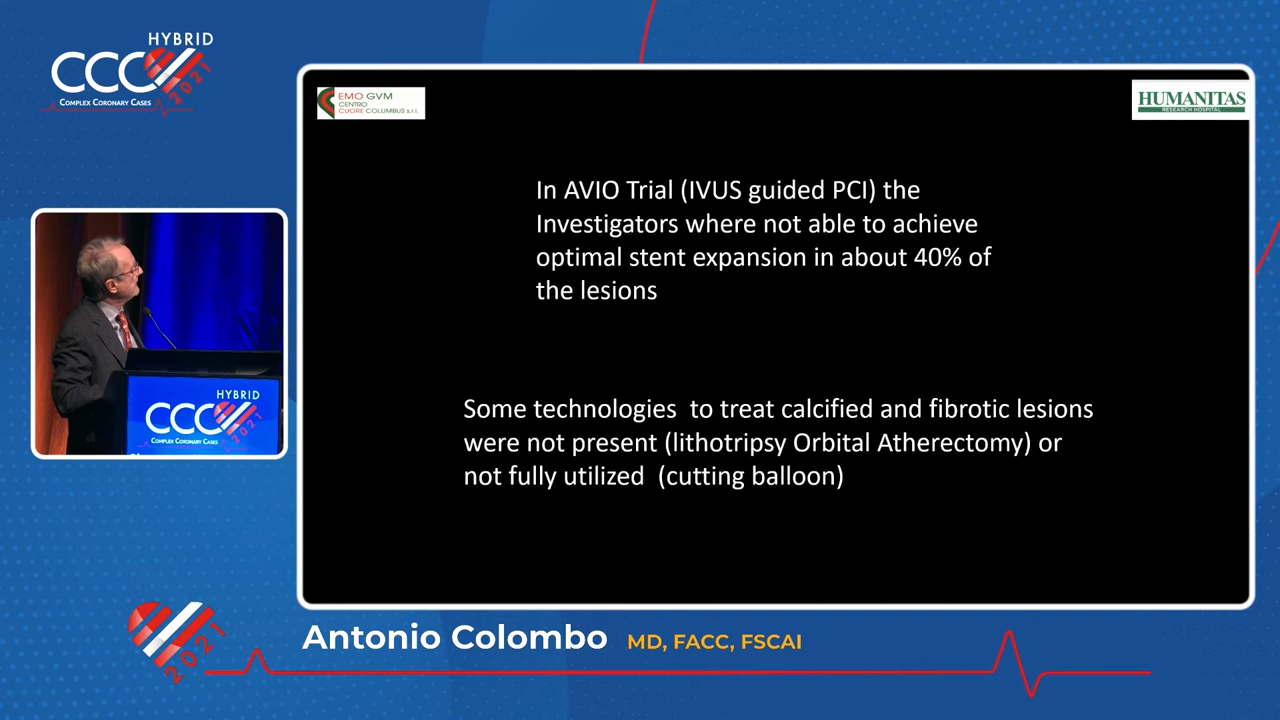 HYBRID
CCC
2021
COMPLEX CORONARY CASES
EMO GVM
CENTRO
CUORE COLUMBUS s.r.l.
HUMANITAS
RESEARCH HOSPITAL
In AVIO Trial (IVUS guided PCI) the
Investigators where not able to achieve
optimal stent expansion in about 40% of
the lesions
Some technologies to treat calcified and fibrotic lesions
were not present (lithotripsy Orbital Atherectomy) or
not fully utilized (cutting balloon)
HYBRID
CCC
2021
COMPLEX CORONARY CASES
2021
Antonio Colombo MD, FACC, FSCAI